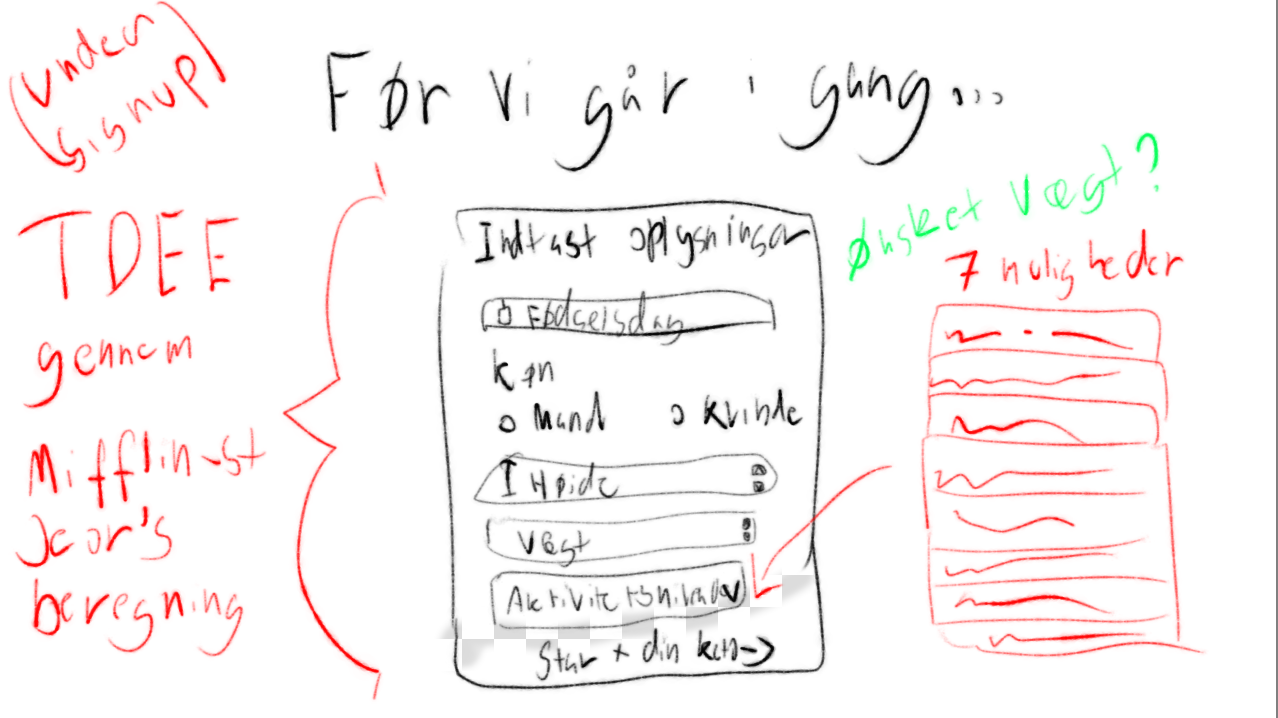 (under
signup)
Før vi går i gang...
TDEE
gennem
Mifflin-st
Jeor's
beregning
Indtast oplysninger
Fødselsdag
køn
Mand
Kvinde
Højde
Vægt
Aktivitetsniveau
Start din
Ønsket vægt?
7 muligheder